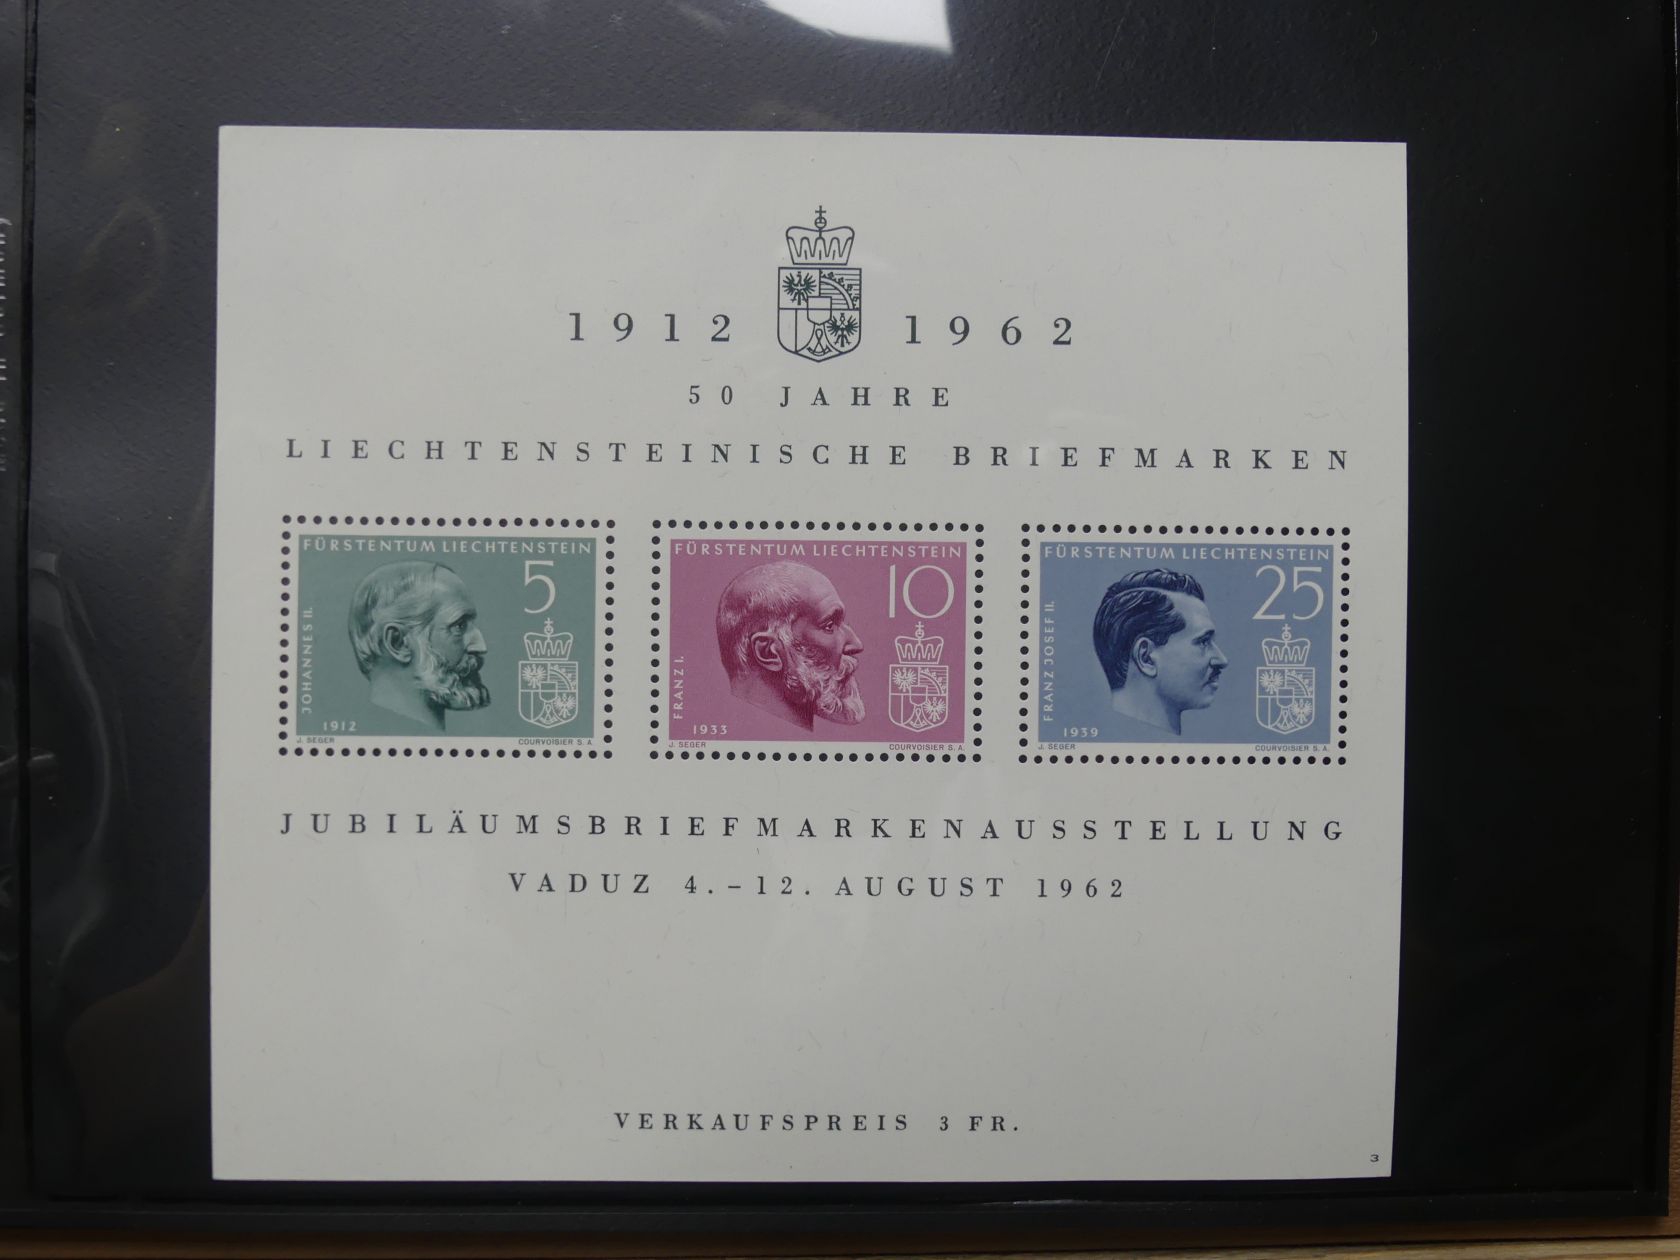 1912 1962
50 JAHRE
LIECHTENSTEINISCHE BRIEFMARKEN
FÜRSTENTUM LIECHTENSTEIN
5
JOHANNES II.
1912
J. SEGER COURVOISIER S. A.
FÜRSTENTUM LIECHTENSTEIN
10
FRANZ I.
1933
J. SEGER COURVOISIER S. A.
FÜRSTENTUM LIECHTENSTEIN
25
FRANZ JOSEF II.
1939
J. SEGER COURVOISIER S. A.
JUBILÄUMSBRIEFMARKENAUSSTELLUNG
VADUZ 4.-12. AUGUST 1962
VERKAUFSPREIS 3 FR.
3